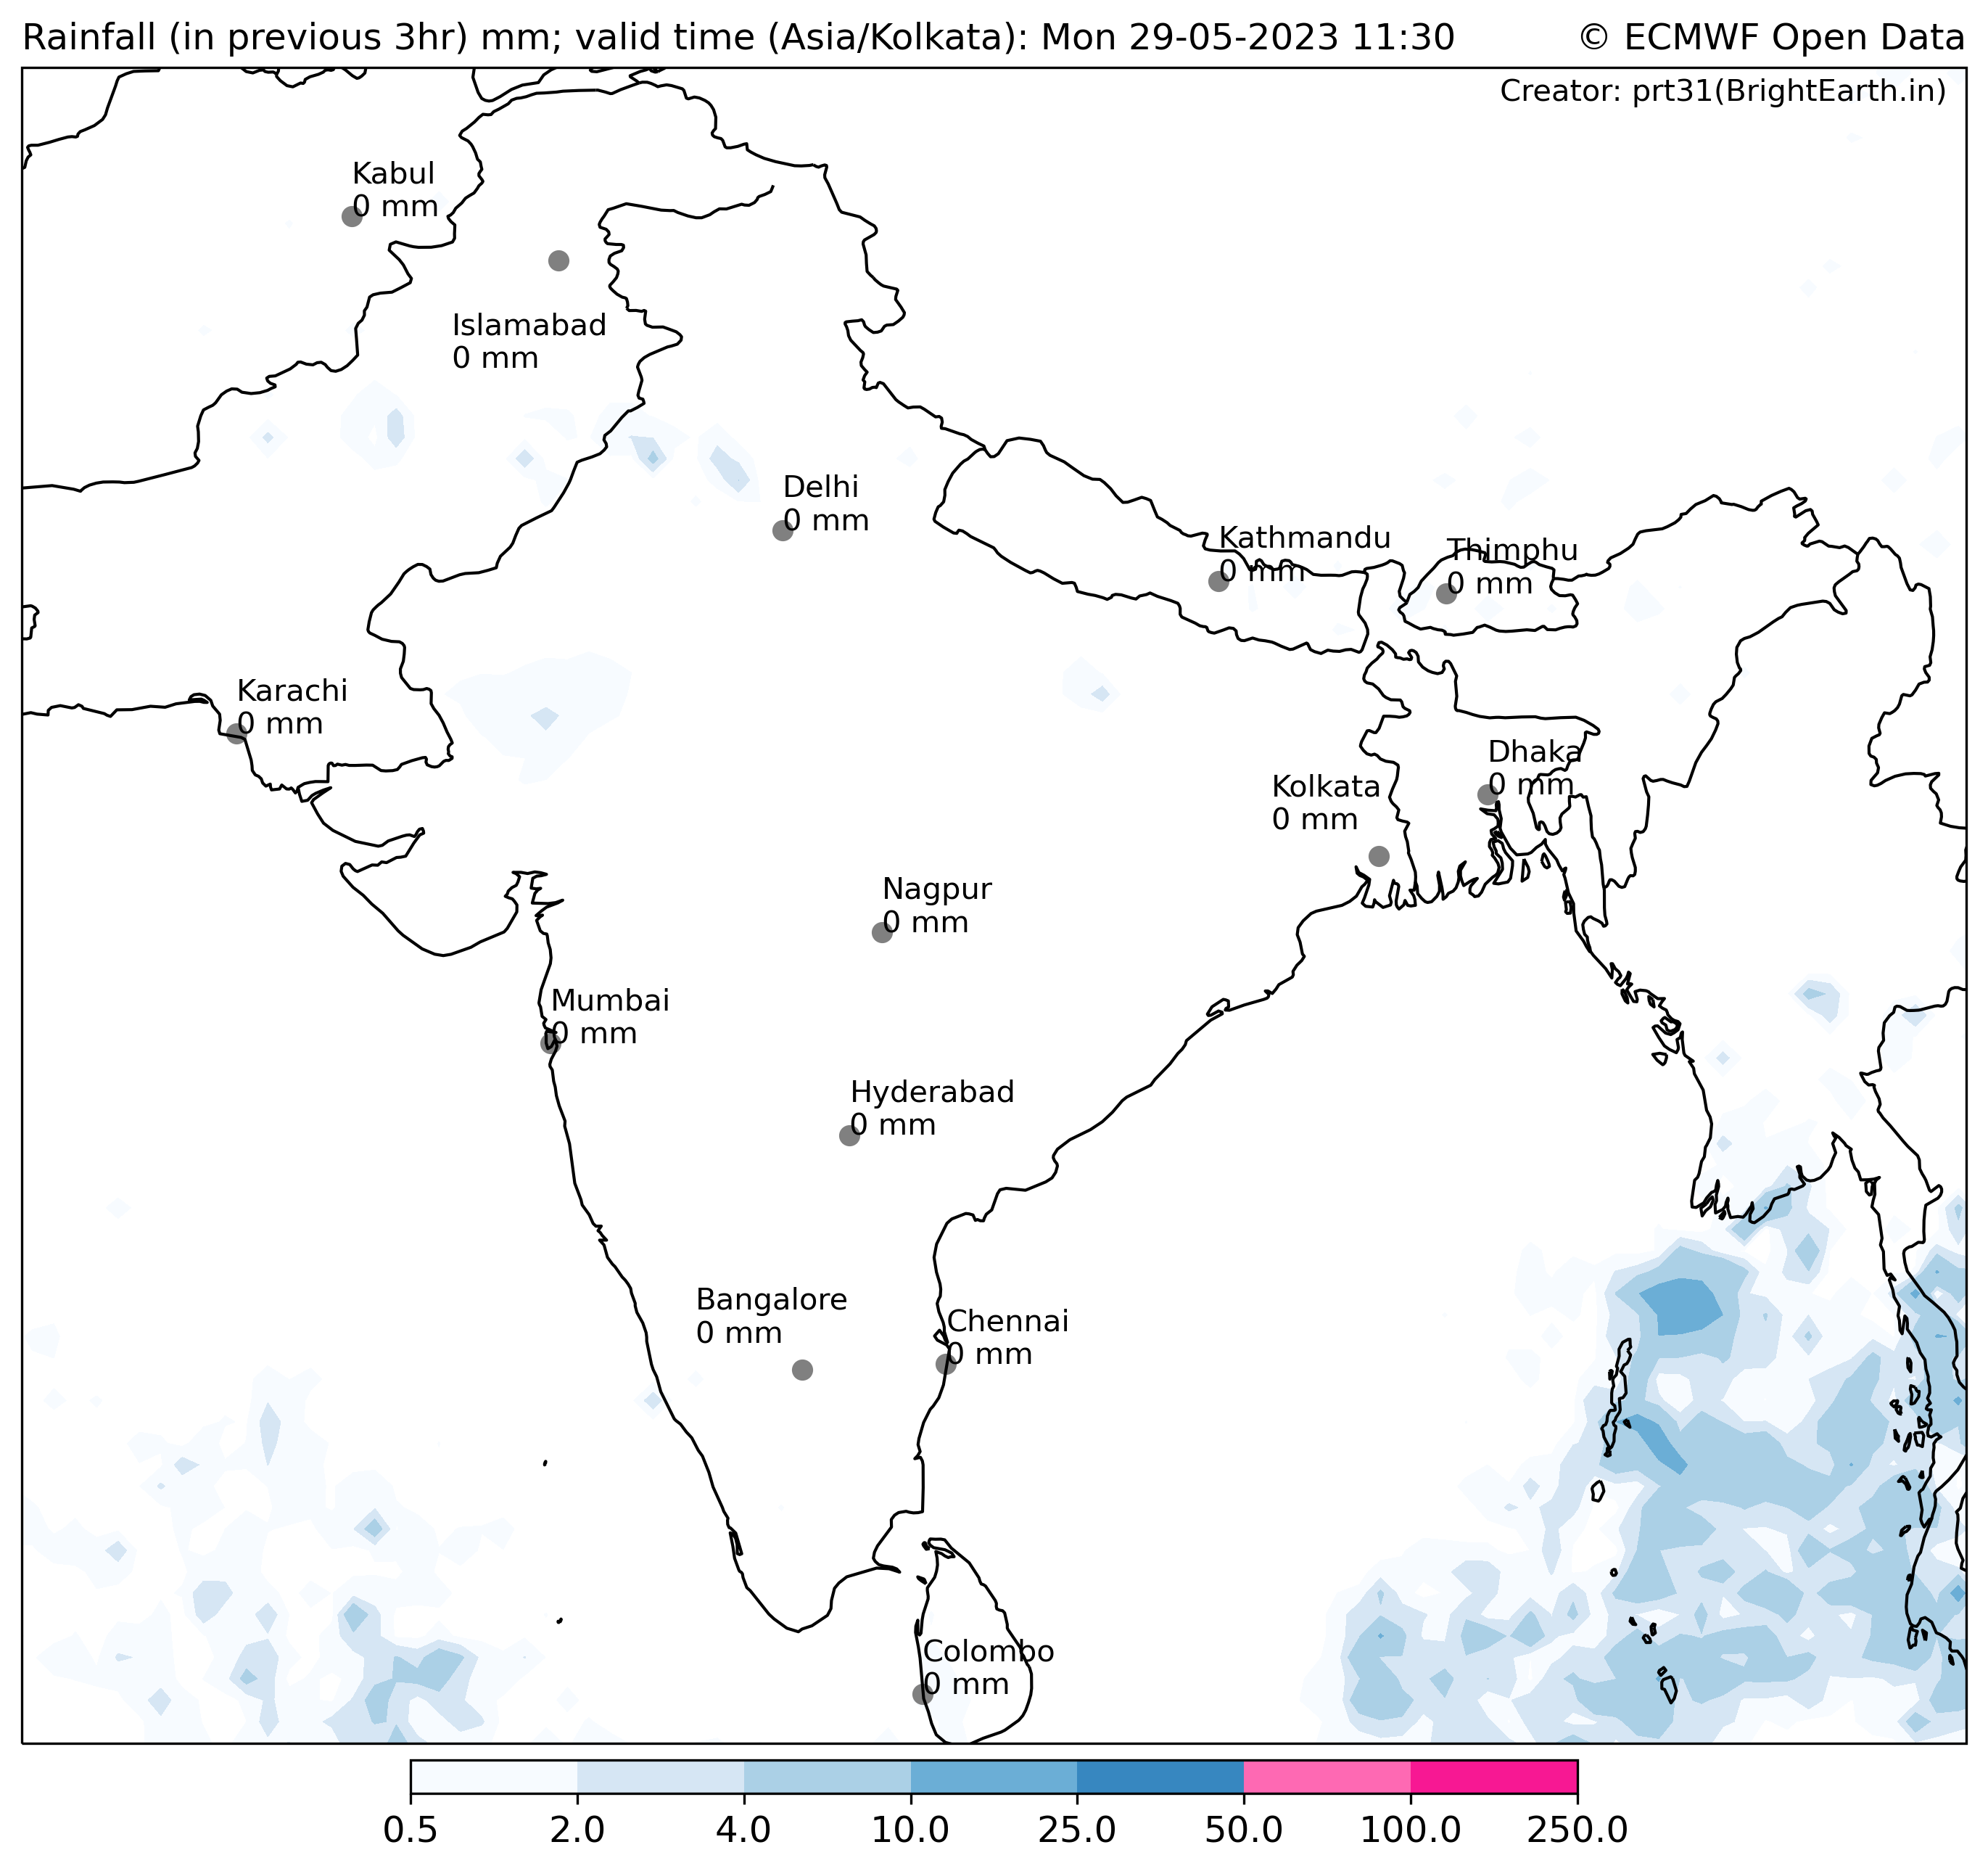 Rainfall (in previous 3hr) mm; valid time (Asia/Kolkata): Mon 29-05-2023 11:30
© ECMWF Open Data
Creator: prt31(BrightEarth.in)
Kabul
0 mm
Islamabad
0 mm
Delhi
0 mm
Kathmandu
0 mm
Thimphu
0 mm
Karachi
0 mm
Dhaka
0 mm
Kolkata
0 mm
Nagpur
0 mm
Mumbai
0 mm
Hyderabad
0 mm
Bangalore
0 mm
Chennai
0 mm
Colombo
0 mm
0.5 2.0 4.0 10.0 25.0 50.0 100.0 250.0